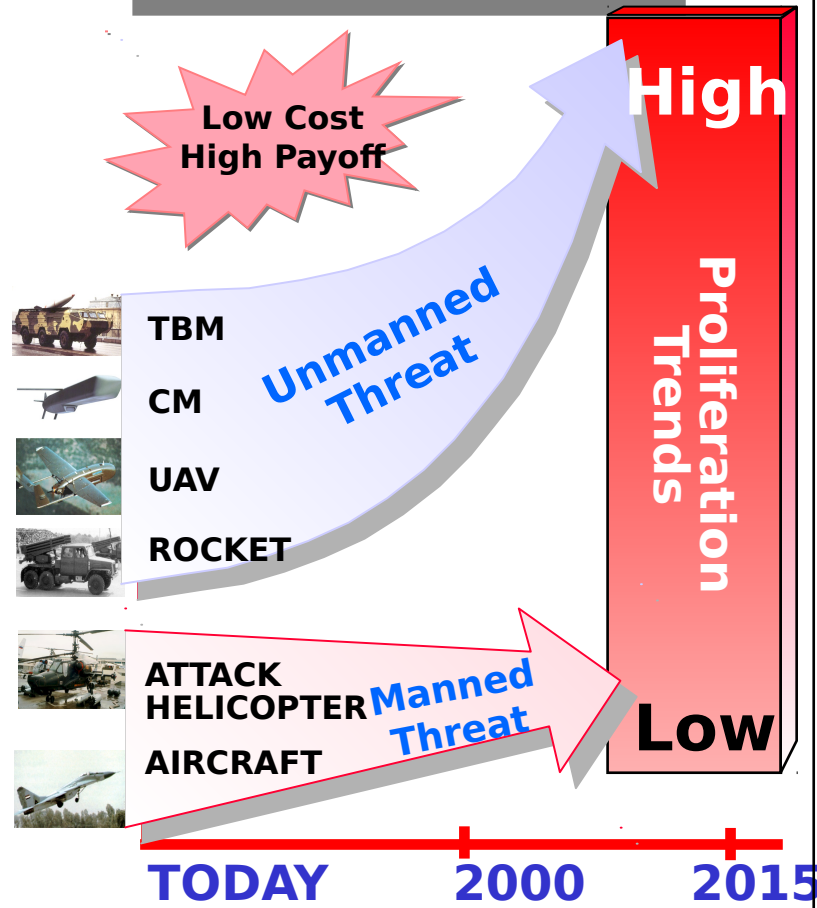 Low Cost
High Payoff
High
TBM
CM
UAV
ROCKET
Unmanned
Threat
Proliferation
Trends
ATTACK
HELICOPTER
AIRCRAFT
Manned
Threat
Low
TODAY
2000
2015